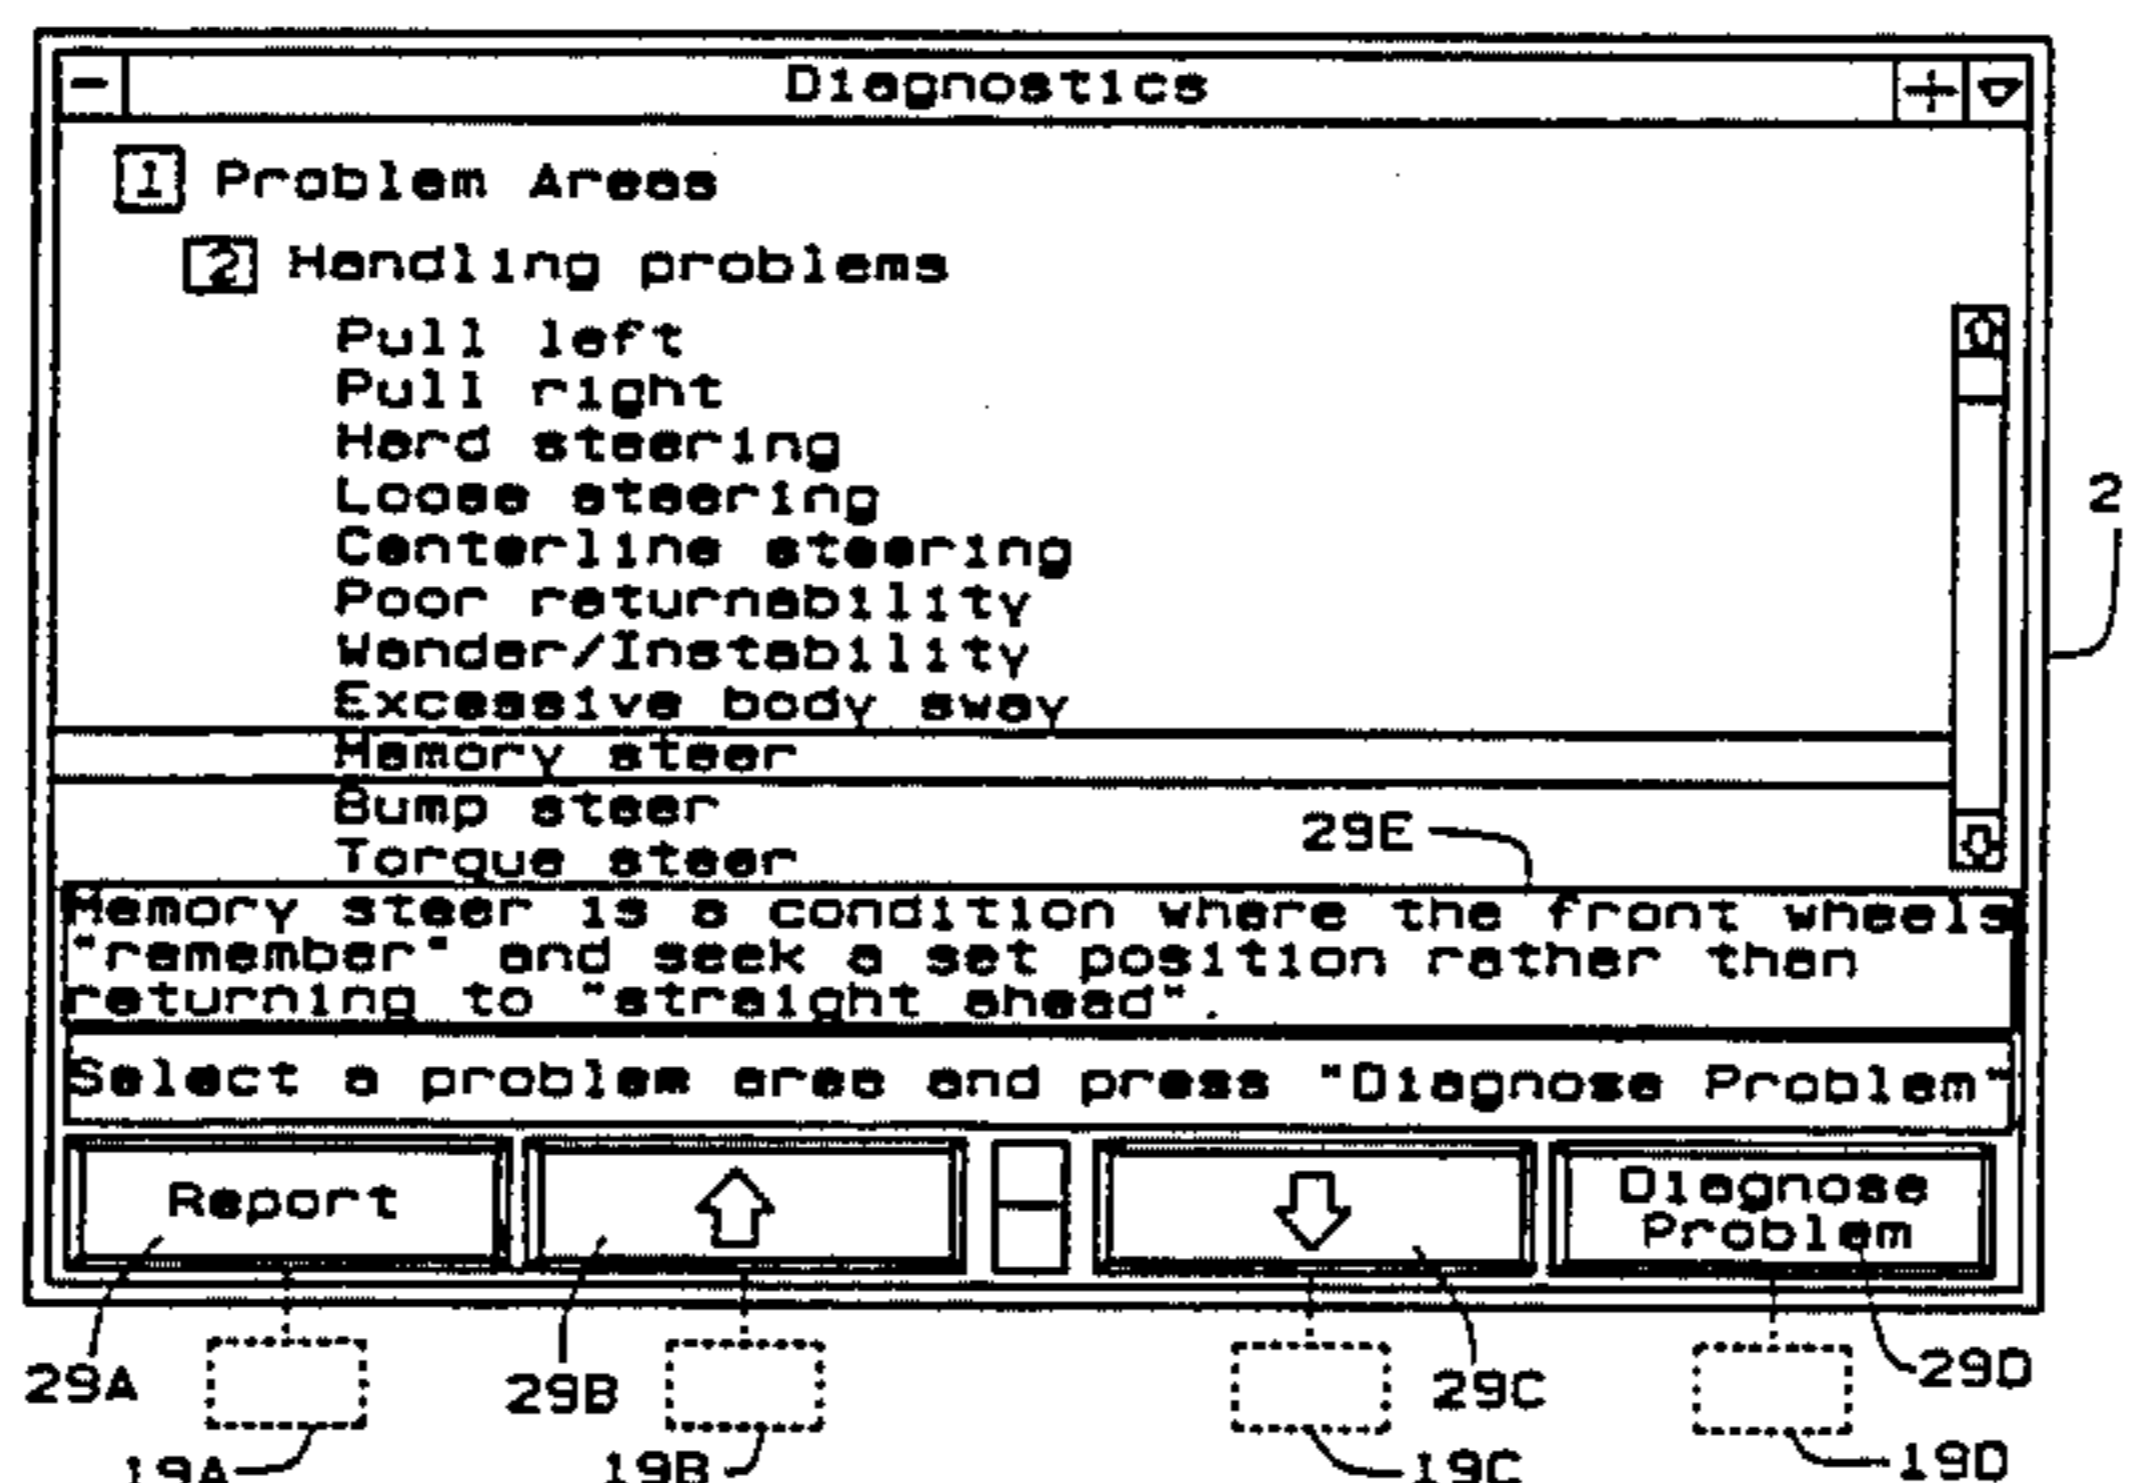 Diagnostics
1 Problem Areas
2 Handling problems
Pull left
Pull right
Hard steering
Loose steering
Centerline steering
Poor returnability
Wander/Instability
Excessive body sway
Memory steer
Bump steer
Torque steer
29E
2
Memory steer is a condition where the front wheels
"remember" and seek a set position rather than
returning to "straight ahead".
Select a problem area and press "Diagnose Problem"
Report
Diagnose
Problem
29A
29B
29C
29D
19A
19B
19C
19D